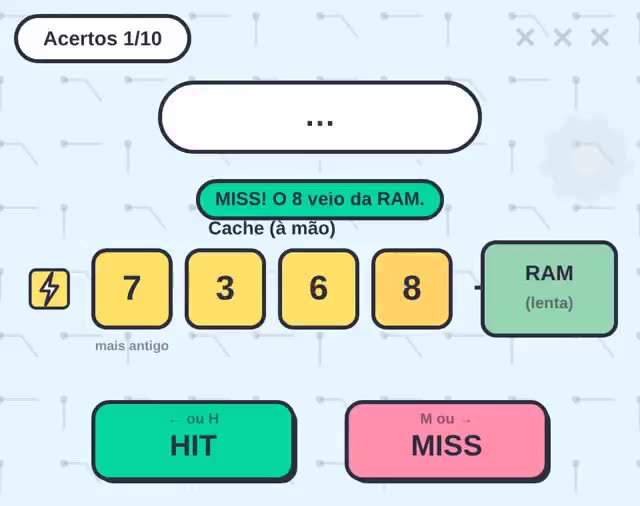 Acertos 1/10
× × ×
...
MISS! O 8 veio da RAM.
Cache (à mão)
7 3 6 8
RAM
(lenta)
mais antigo
← ou H
HIT
M ou →
MISS